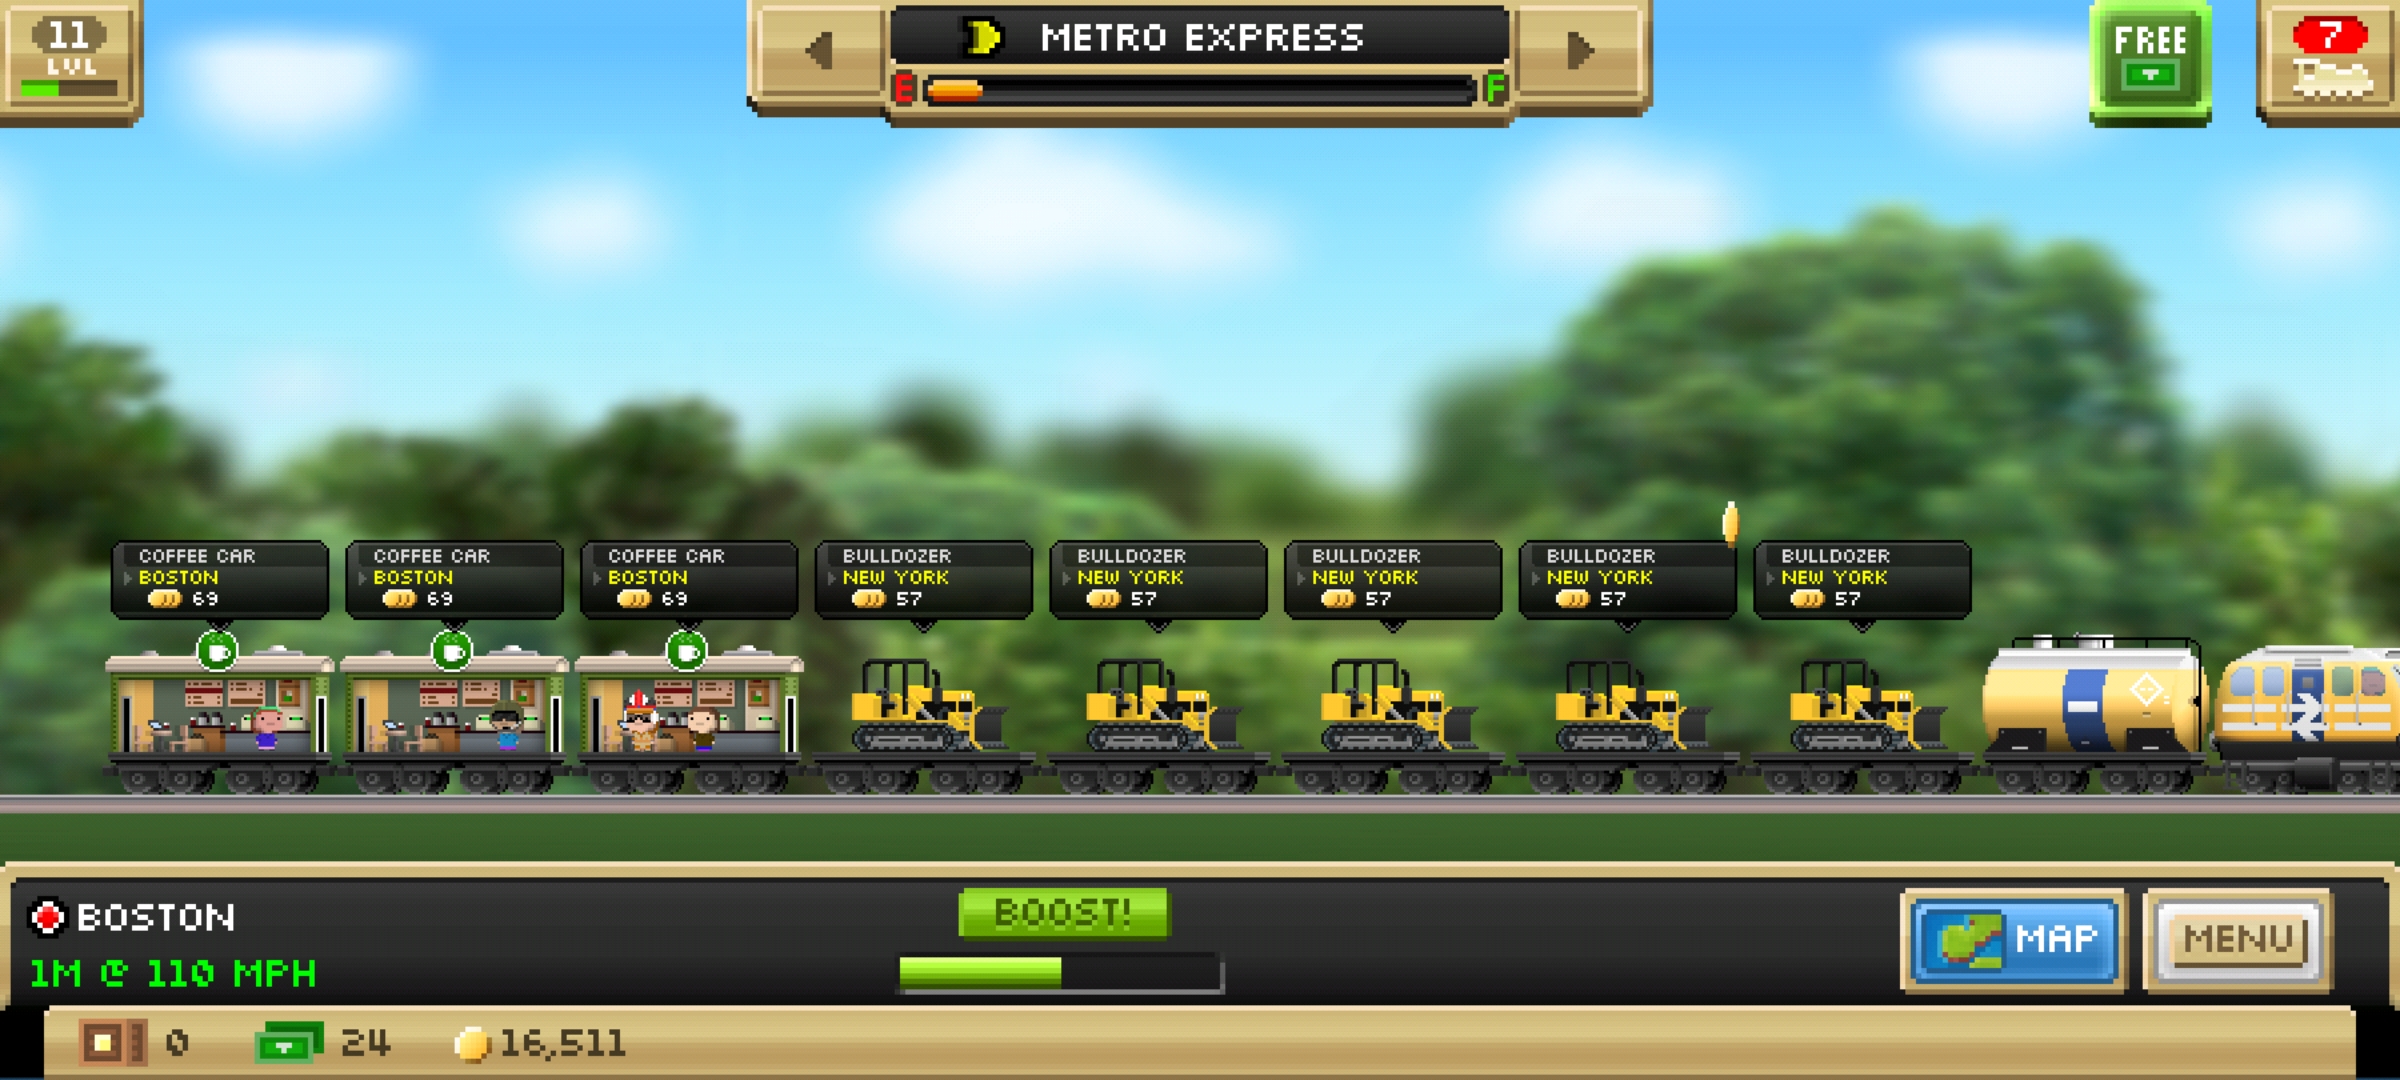 11
LVL
METRO EXPRESS
E F
FREE
7
COFFEE CAR
BOSTON
69
COFFEE CAR
BOSTON
69
COFFEE CAR
BOSTON
69
BULLDOZER
NEW YORK
57
BULLDOZER
NEW YORK
57
BULLDOZER
NEW YORK
57
BULLDOZER
NEW YORK
57
BULLDOZER
NEW YORK
57
BOSTON
1M @ 110 MPH
BOOST!
MAP
MENU
0 24 16,511